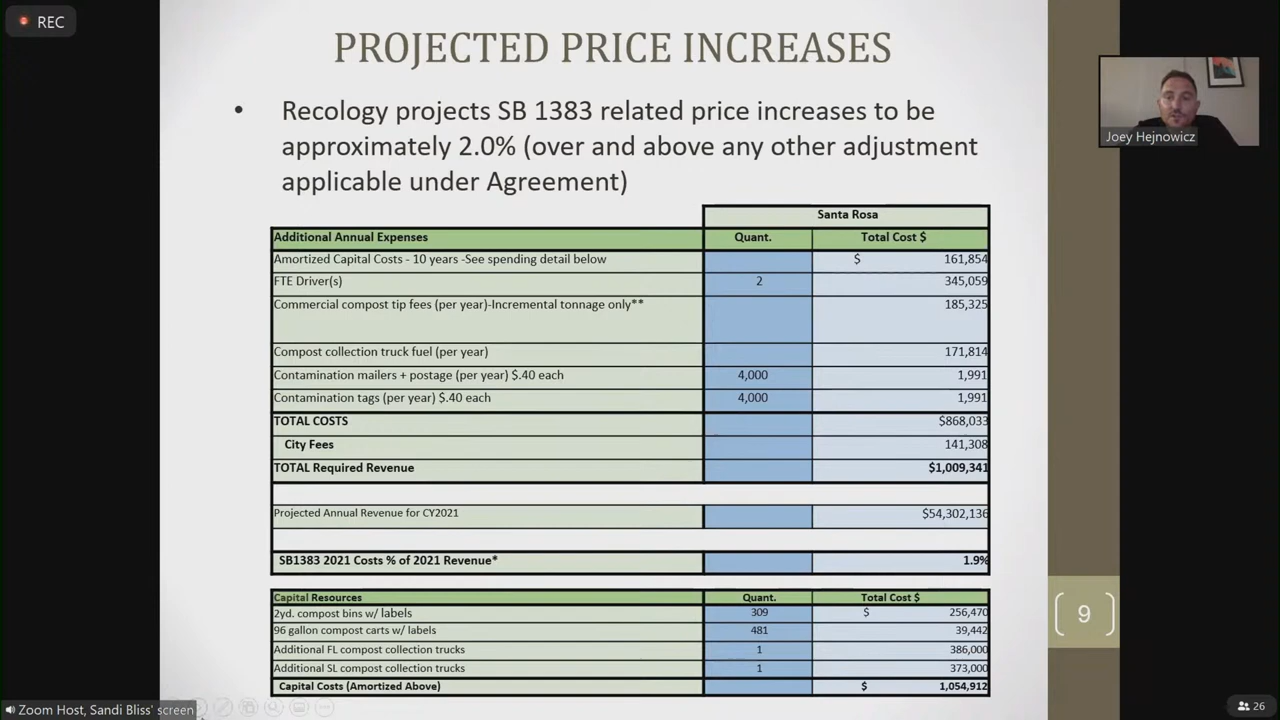 REC
PROJECTED PRICE INCREASES
• Recology projects SB 1383 related price increases to be
approximately 2.0% (over and above any other adjustment
applicable under Agreement)
Joey Hejnowicz
Santa Rosa
Additional Annual Expenses Quant. Total Cost $
Amortized Capital Costs - 10 years -See spending detail below $ 161,854
FTE Driver(s) 2 345,059
Commercial compost tip fees (per year)-Incremental tonnage only** 185,325
Compost collection truck fuel (per year) 171,814
Contamination mailers + postage (per year) $.40 each 4,000 1,991
Contamination tags (per year) $.40 each 4,000 1,991
TOTAL COSTS $868,033
City Fees 141,308
TOTAL Required Revenue $1,009,341
Projected Annual Revenue for CY2021 $54,302,136
SB1383 2021 Costs % of 2021 Revenue* 1.9%
Capital Resources Quant. Total Cost $
2yd. compost bins w/ labels 309 $ 256,470
96 gallon compost carts w/ labels 481 39,442
Additional FL compost collection trucks 1 386,000
Additional SL compost collection trucks 1 373,000
Capital Costs (Amortized Above) $ 1,054,912
9
Zoom Host, Sandi Bliss' screen
26